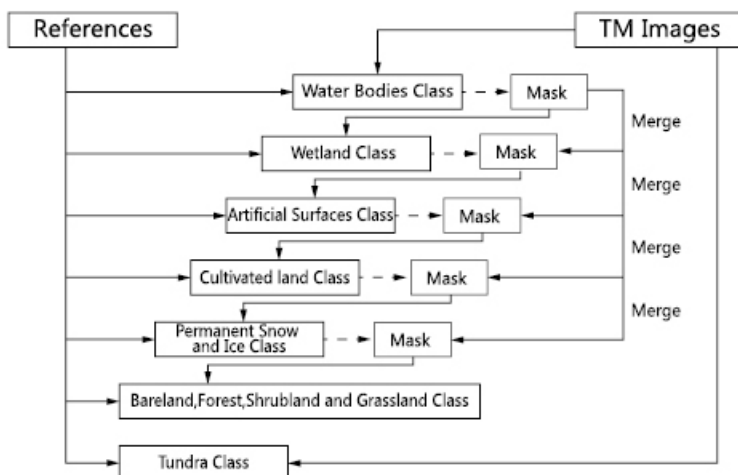 References
TM Images
Water Bodies Class
Mask
Merge
Wetland Class
Mask
Merge
Artificial Surfaces Class
Mask
Merge
Cultivated land Class
Mask
Merge
Permanent Snow
and Ice Class
Mask
Bareland,Forest,Shrubland and Grassland Class
Tundra Class